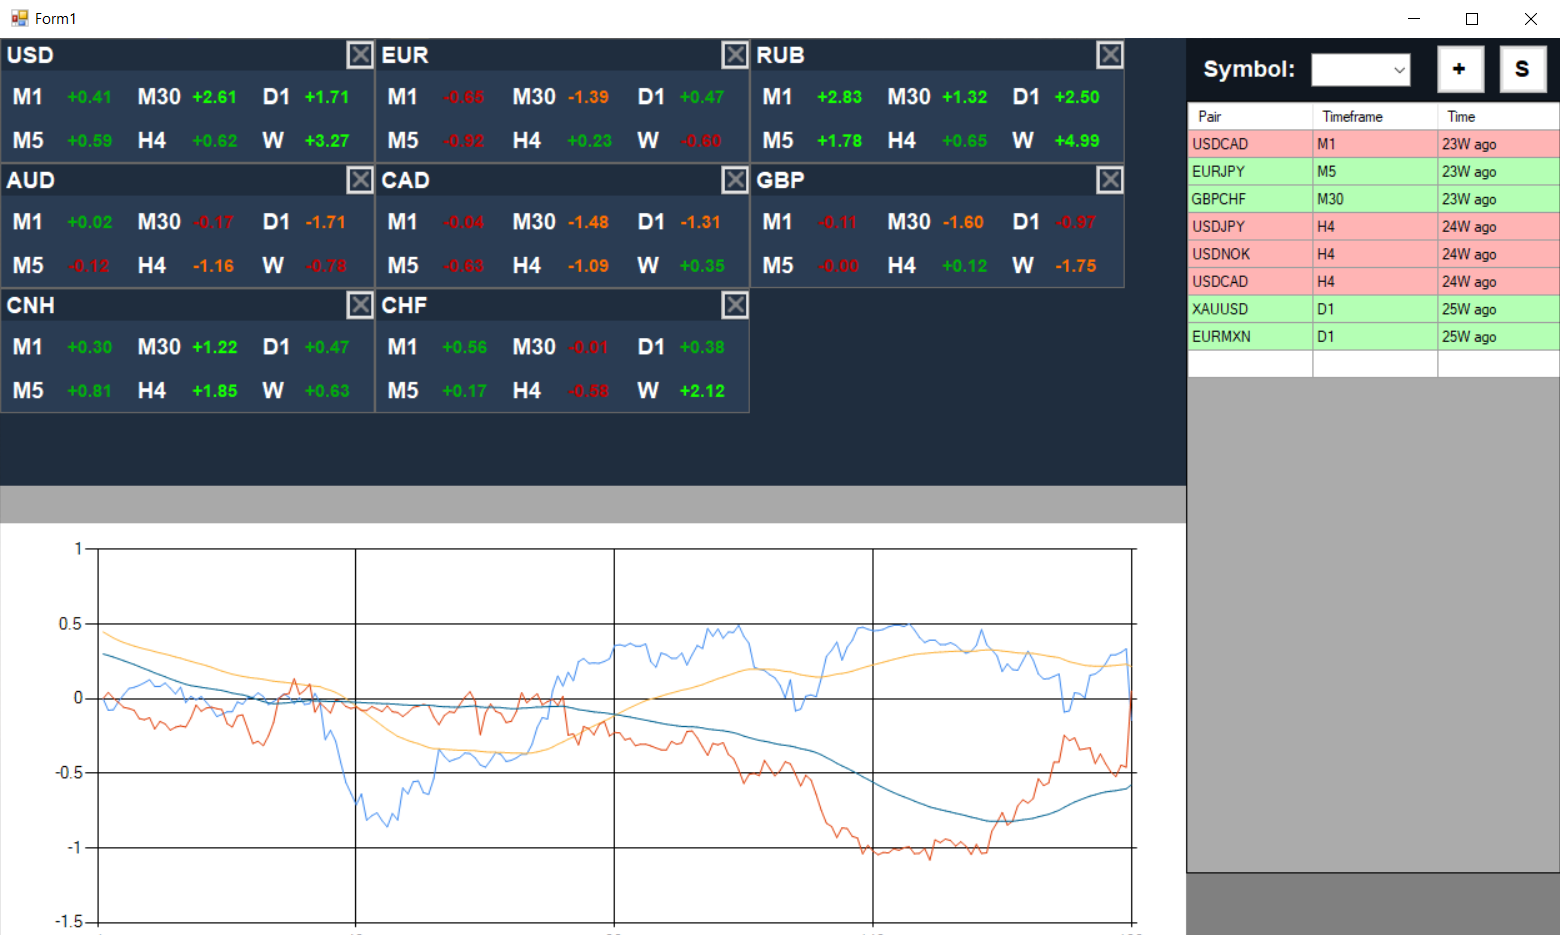 Form1
USD
M1 +0.41 M30 +2.61 D1 +1.71
M5 +0.59 H4 +0.62 W +3.27
EUR
M1 -0.65 M30 -1.39 D1 +0.47
M5 -0.92 H4 +0.23 W -0.60
RUB
M1 +2.83 M30 +1.32 D1 +2.50
M5 +1.78 H4 +0.65 W +4.99
AUD
M1 +0.02 M30 -0.17 D1 -1.71
M5 -0.12 H4 -1.16 W -0.78
CAD
M1 -0.04 M30 -1.48 D1 -1.31
M5 -0.63 H4 -1.09 W +0.35
GBP
M1 -0.11 M30 -1.60 D1 -0.97
M5 -0.00 H4 +0.12 W -1.75
CNH
M1 +0.30 M30 +1.22 D1 +0.47
M5 +0.81 H4 +1.85 W +0.63
CHF
M1 +0.56 M30 -0.01 D1 +0.38
M5 +0.17 H4 -0.58 W +2.12
Symbol: + S
Pair Timeframe Time
USDCAD M1 23W ago
EURJPY M5 23W ago
GBPCHF M30 23W ago
USDJPY H4 24W ago
USDNOK H4 24W ago
USDCAD H4 24W ago
XAUUSD D1 25W ago
EURMXN D1 25W ago
1
0.5
0
-0.5
-1
-1.5